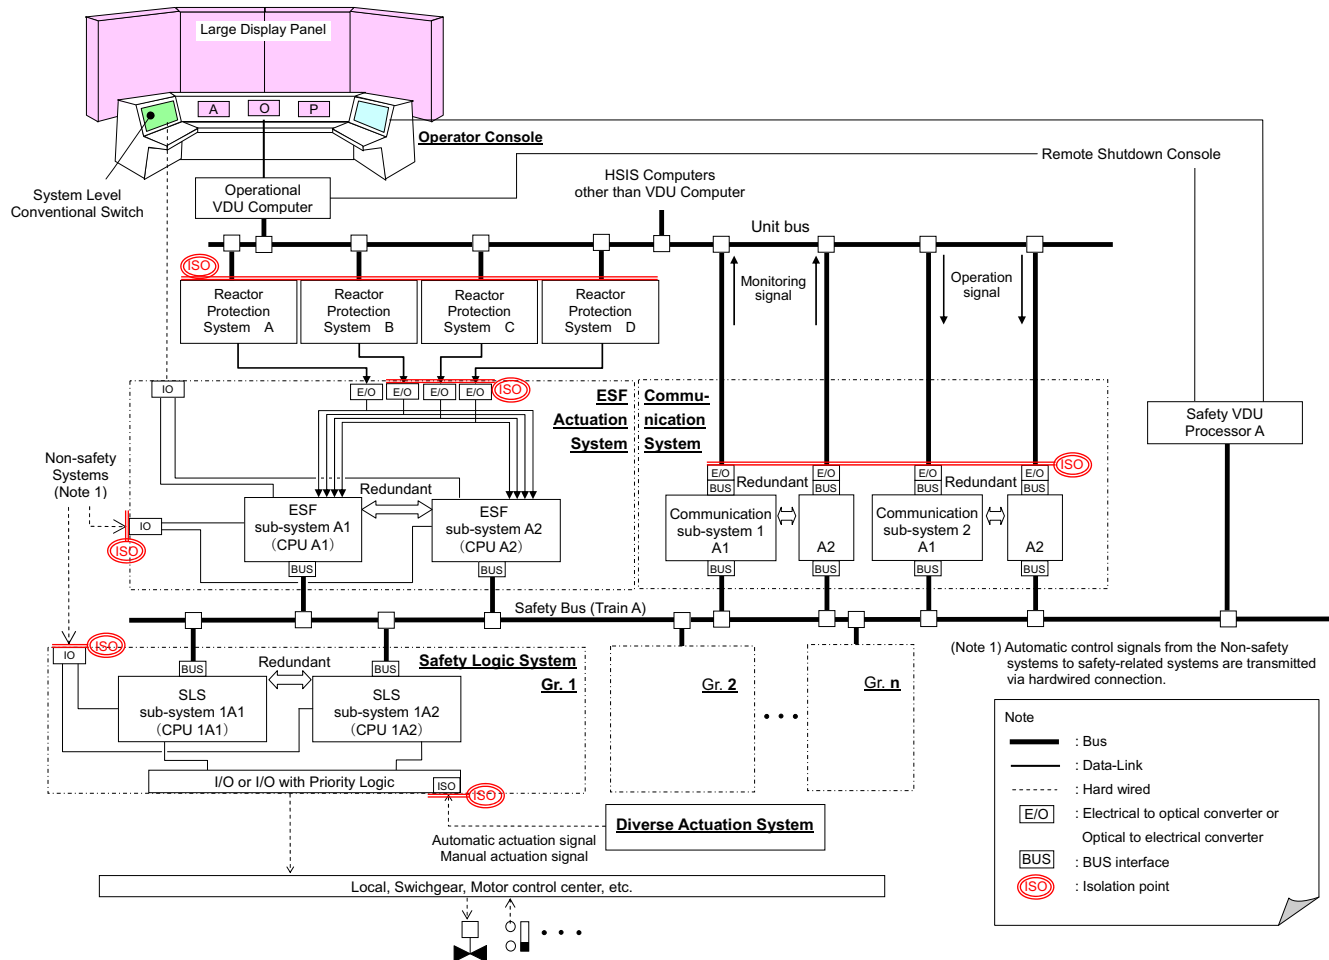 Large Display Panel
A
O
P
Operator Console
System Level
Conventional Switch
Operational
VDU Computer
HSIS Computers
other than VDU Computer
Remote Shutdown Console
Unit bus
ISO
Reactor
Protection
System A
Reactor
Protection
System B
Reactor
Protection
System C
Reactor
Protection
System D
Monitoring
signal
Operation
signal
IO
E/O
E/O
E/O
E/O
ISO
ESF
Actuation
System
Commu-
nication
System
Safety VDU
Processor A
Non-safety
Systems
(Note 1)
IO
ISO
Redundant
ESF
sub-system A1
(CPU A1)
ESF
sub-system A2
(CPU A2)
BUS
BUS
ISO
E/O
BUS
Redundant
E/O
BUS
E/O
BUS
Redundant
E/O
BUS
Communication
sub-system 1
A1
A2
Communication
sub-system 2
A1
A2
BUS
BUS
BUS
BUS
Safety Bus (Train A)
IO
ISO
BUS
Redundant
BUS
Safety Logic System
Gr. 1
SLS
sub-system 1A1
(CPU 1A1)
SLS
sub-system 1A2
(CPU 1A2)
I/O or I/O with Priority Logic
ISO
ISO
Gr. 2
• • •
Gr. n
Diverse Actuation System
Automatic actuation signal
Manual actuation signal
Local, Swichgear, Motor control center, etc.
• • •
(Note 1) Automatic control signals from the Non-safety
systems to safety-related systems are transmitted
via hardwired connection.
Note
: Bus
: Data-Link
: Hard wired
E/O : Electrical to optical converter or
Optical to electrical converter
BUS : BUS interface
ISO : Isolation point